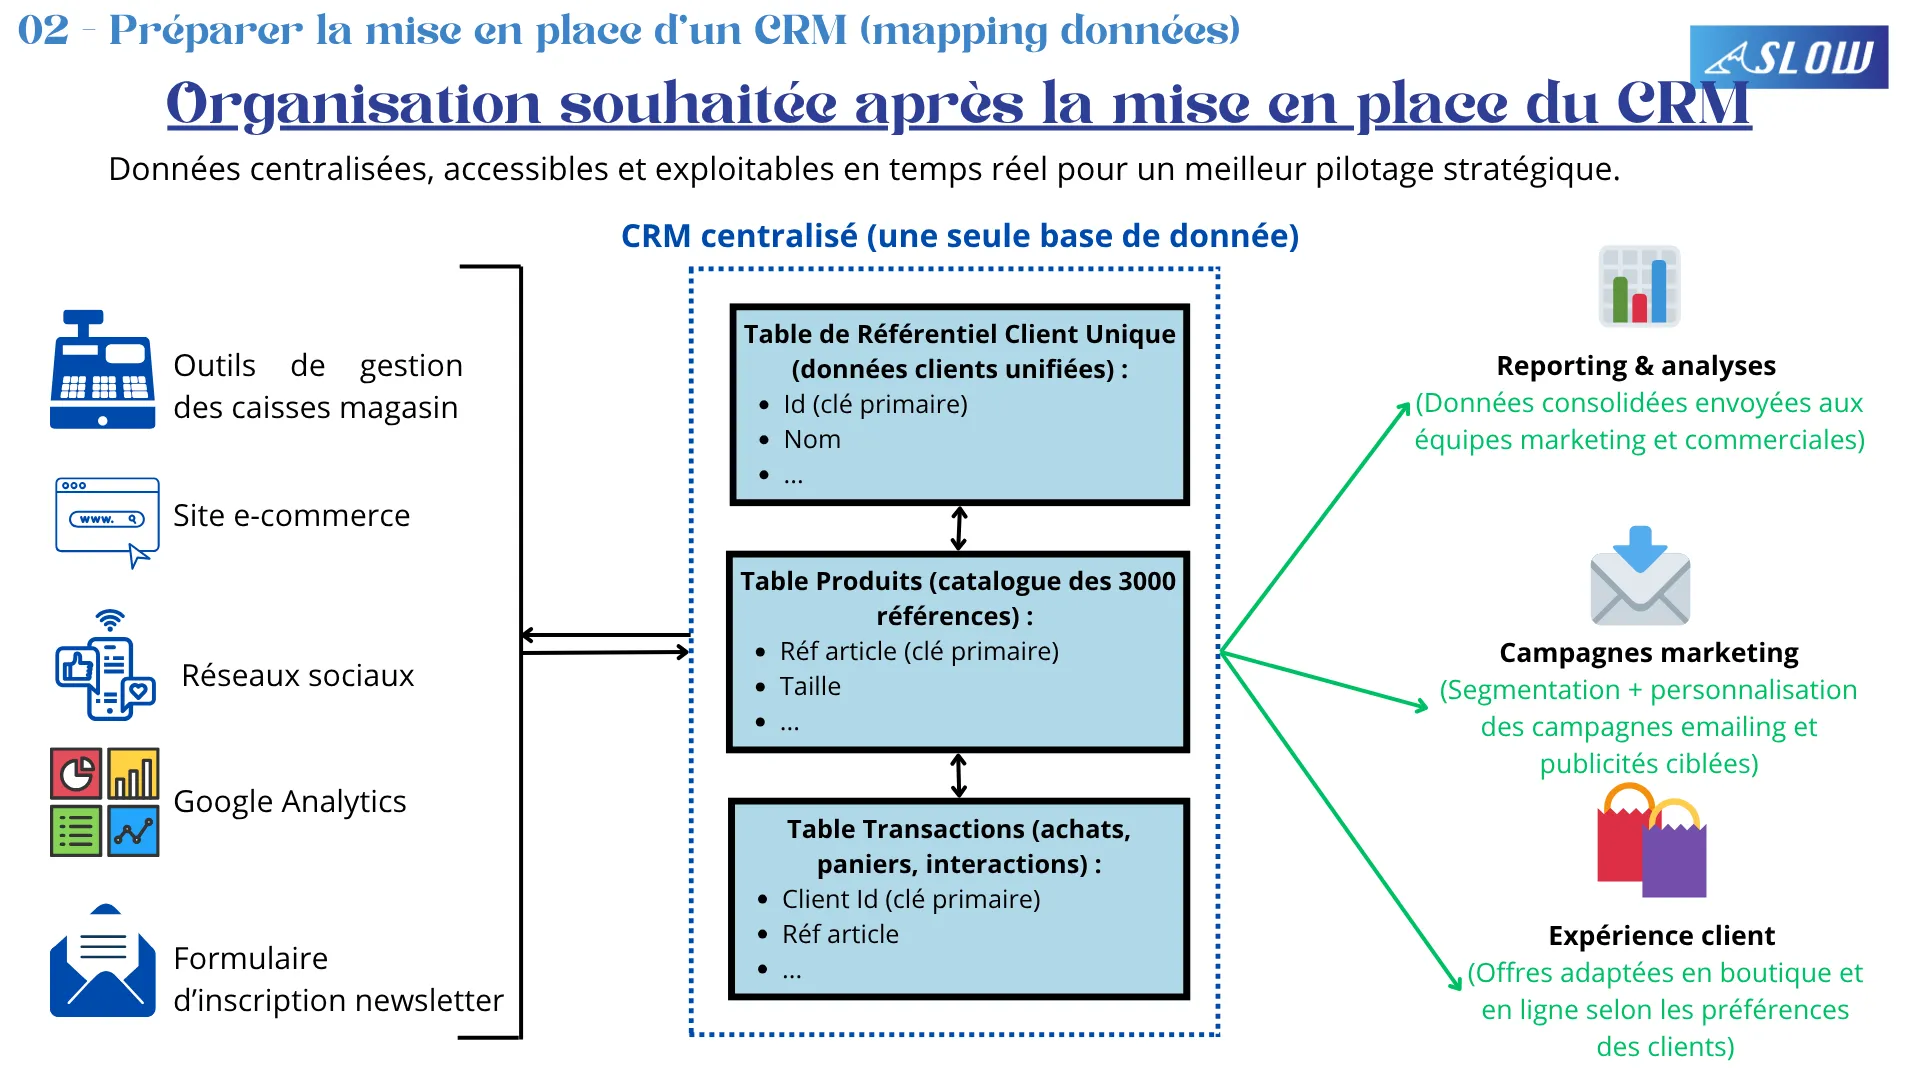 02 - Préparer la mise en place d'un CRM (mapping données)
SLOW
Organisation souhaitée après la mise en place du CRM
Données centralisées, accessibles et exploitables en temps réel pour un meilleur pilotage stratégique.
Outils de gestion
des caisses magasin
www.
Site e-commerce
Réseaux sociaux
Google Analytics
Formulaire
d'inscription newsletter
CRM centralisé (une seule base de donnée)
Table de Référentiel Client Unique
(données clients unifiées) :
• Id (clé primaire)
• Nom
• ...
Table Produits (catalogue des 3000
références) :
• Réf article (clé primaire)
• Taille
• ...
Table Transactions (achats,
paniers, interactions) :
• Client Id (clé primaire)
• Réf article
• ...
Reporting & analyses
(Données consolidées envoyées aux
équipes marketing et commerciales)
Campagnes marketing
(Segmentation + personnalisation
des campagnes emailing et
publicités ciblées)
Expérience client
(Offres adaptées en boutique et
en ligne selon les préférences
des clients)